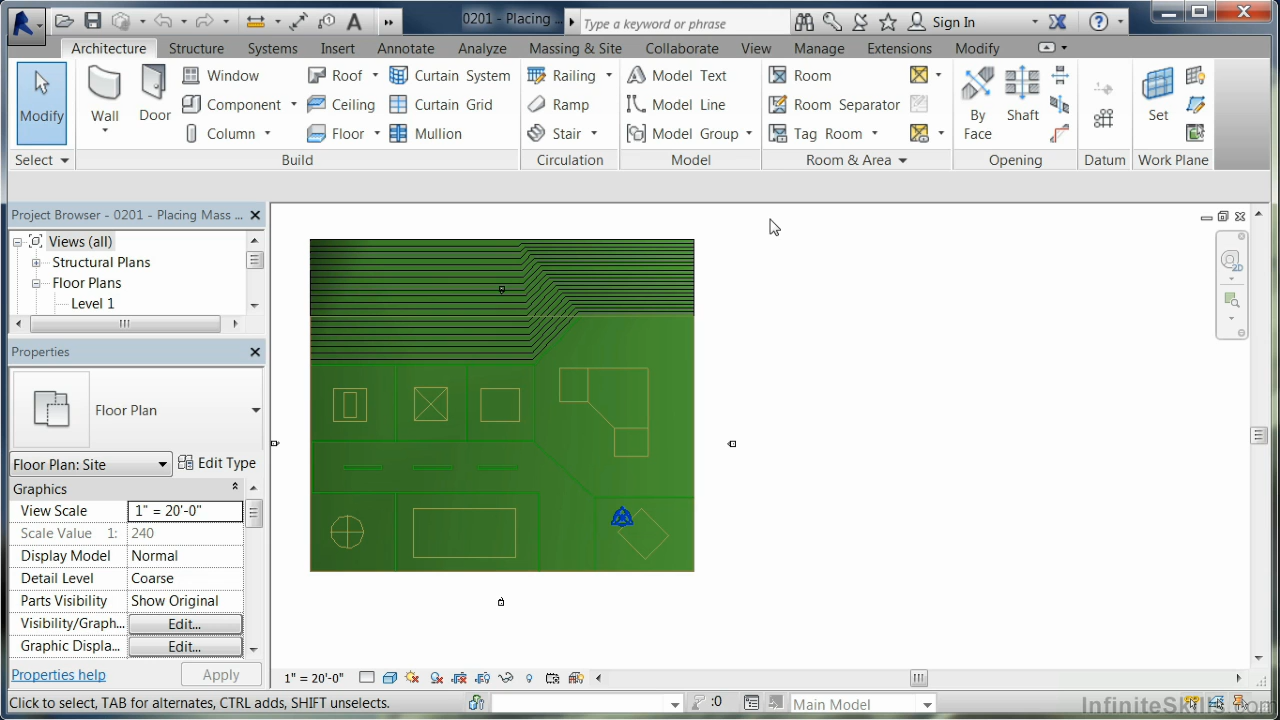 0201 - Placing ...
Type a keyword or phrase
Sign In
Architecture Structure Systems Insert Annotate Analyze Massing & Site Collaborate View Manage Extensions Modify
Modify
Wall
Door
Window
Component
Column
Roof
Ceiling
Floor
Curtain System
Curtain Grid
Mullion
Railing
Ramp
Stair
Model Text
Model Line
Model Group
Room
Room Separator
Tag Room
By
Face
Shaft
Set
Select
Build
Circulation
Model
Room & Area
Opening
Datum
Work Plane
Project Browser - 0201 - Placing Mass ...
Views (all)
Structural Plans
Floor Plans
Level 1
Properties
Floor Plan
Floor Plan: Site
Edit Type
Graphics
View Scale 1" = 20'-0"
Scale Value 1: 240
Display Model Normal
Detail Level Coarse
Parts Visibility Show Original
Visibility/Graph... Edit...
Graphic Displa... Edit...
Properties help
Apply
2D
1" = 20'-0"
Click to select, TAB for alternates, CTRL adds, SHIFT unselects.
:0
Main Model
InfiniteSkills.com